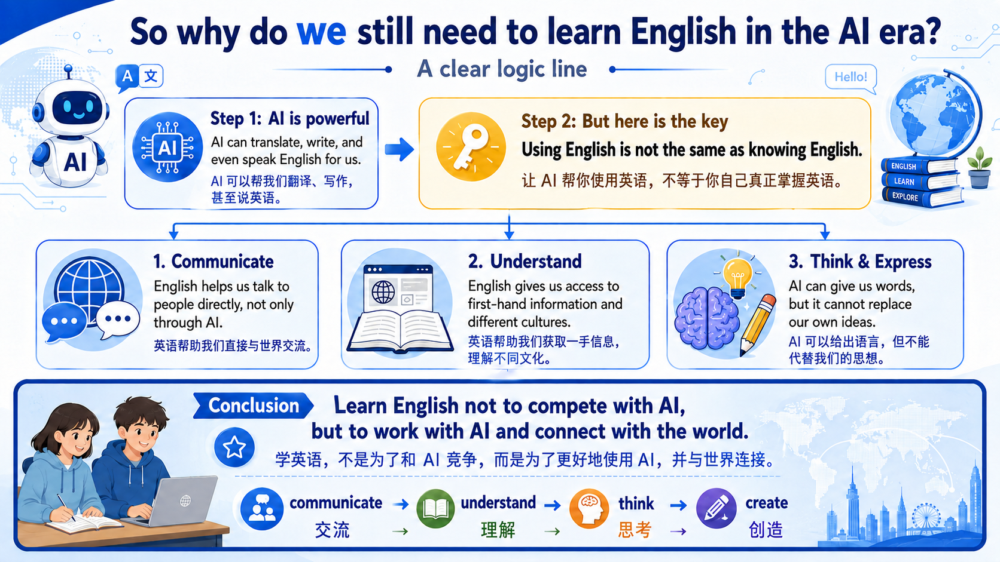 So why do we still need to learn English in the AI era?
A clear logic line
A 文
Hello!
AI
AI
Step 1: AI is powerful
AI can translate, write, and
even speak English for us.
AI 可以帮我们翻译、写作，
甚至说英语。
Step 2: But here is the key
Using English is not the same as knowing English.
让 AI 帮你使用英语，不等于你自己真正掌握英语。
ENGLISH
LEARN
EXPLORE
1. Communicate
English helps us talk to
people directly, not only
through AI.
英语帮助我们直接与世界交流。
2. Understand
English gives us access to
first-hand information and
different cultures.
英语帮助我们获取一手信息，
理解不同文化。
3. Think & Express
AI can give us words,
but it cannot replace
our own ideas.
AI 可以给出语言，但不能
代替我们的思想。
Conclusion
Learn English not to compete with AI,
but to work with AI and connect with the world.
学英语，不是为了和 AI 竞争，而是为了更好地使用 AI，并与世界连接。
communicate → understand → think → create
交流 → 理解 → 思考 → 创造